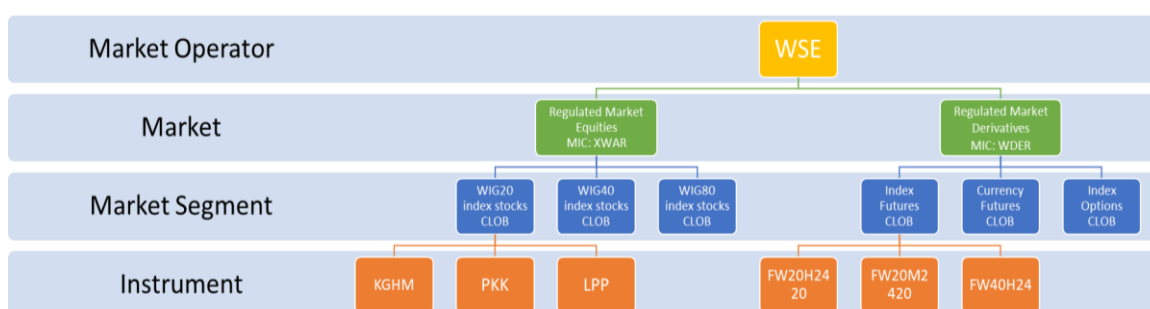 Market Operator
WSE
Market
Regulated Market
Equities
MIC: XWAR
Regulated Market
Derivatives
MIC: WDER
Market Segment
WIG20
index stocks
CLOB
WIG40
index stocks
CLOB
WIG80
index stocks
CLOB
Index
Futures
CLOB
Currency
Futures
CLOB
Index
Options
CLOB
Instrument
KGHM
PKK
LPP
FW20H24
20
FW20M2
420
FW40H24